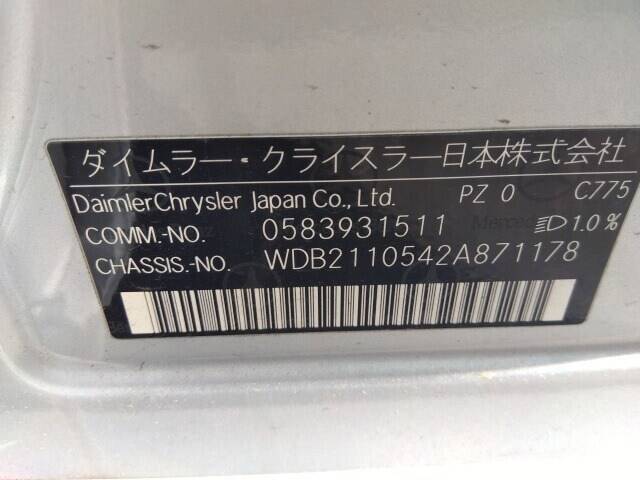 ダイムラー・クライスラー日本株式会社
DaimlerChrysler Japan Co., Ltd. PZ 0 C775
COMM.-NO. 0583931511 1.0%
CHASSIS.-NO. WDB2110542A871178